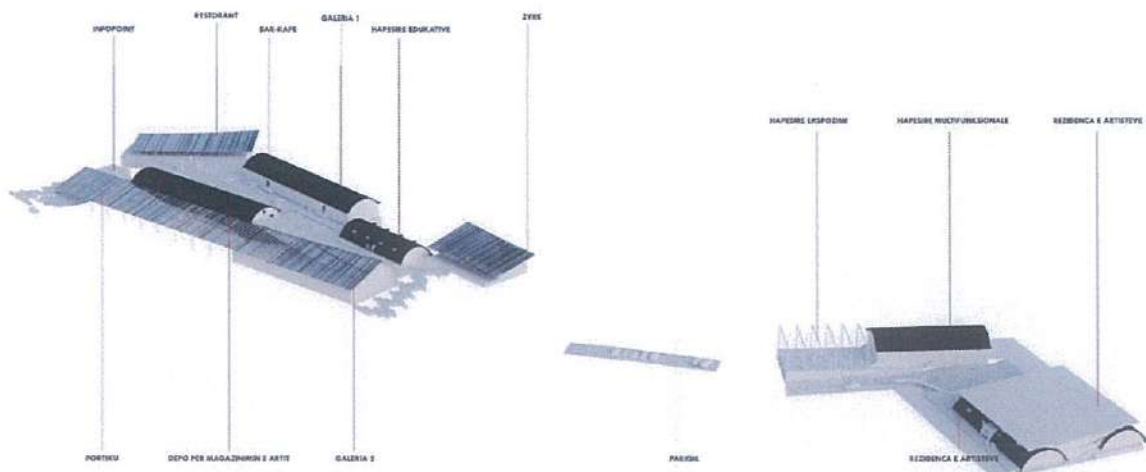 RESTORANT
GALERIA 1
ZYRE
INFOPOINT
BAR-KAFE
HAPESIRE EDUKATIVE
HAPESIRE EKSPOZIMI
HAPESIRE MULTIFUNKSIONALE
REZIDENCA E ARTISTEVE
PORTIKU
DEPO PER MAGAZINIMIN E ARTIT
GALERIA 2
PARKIM
REZIDENCA E ARTISTEVE